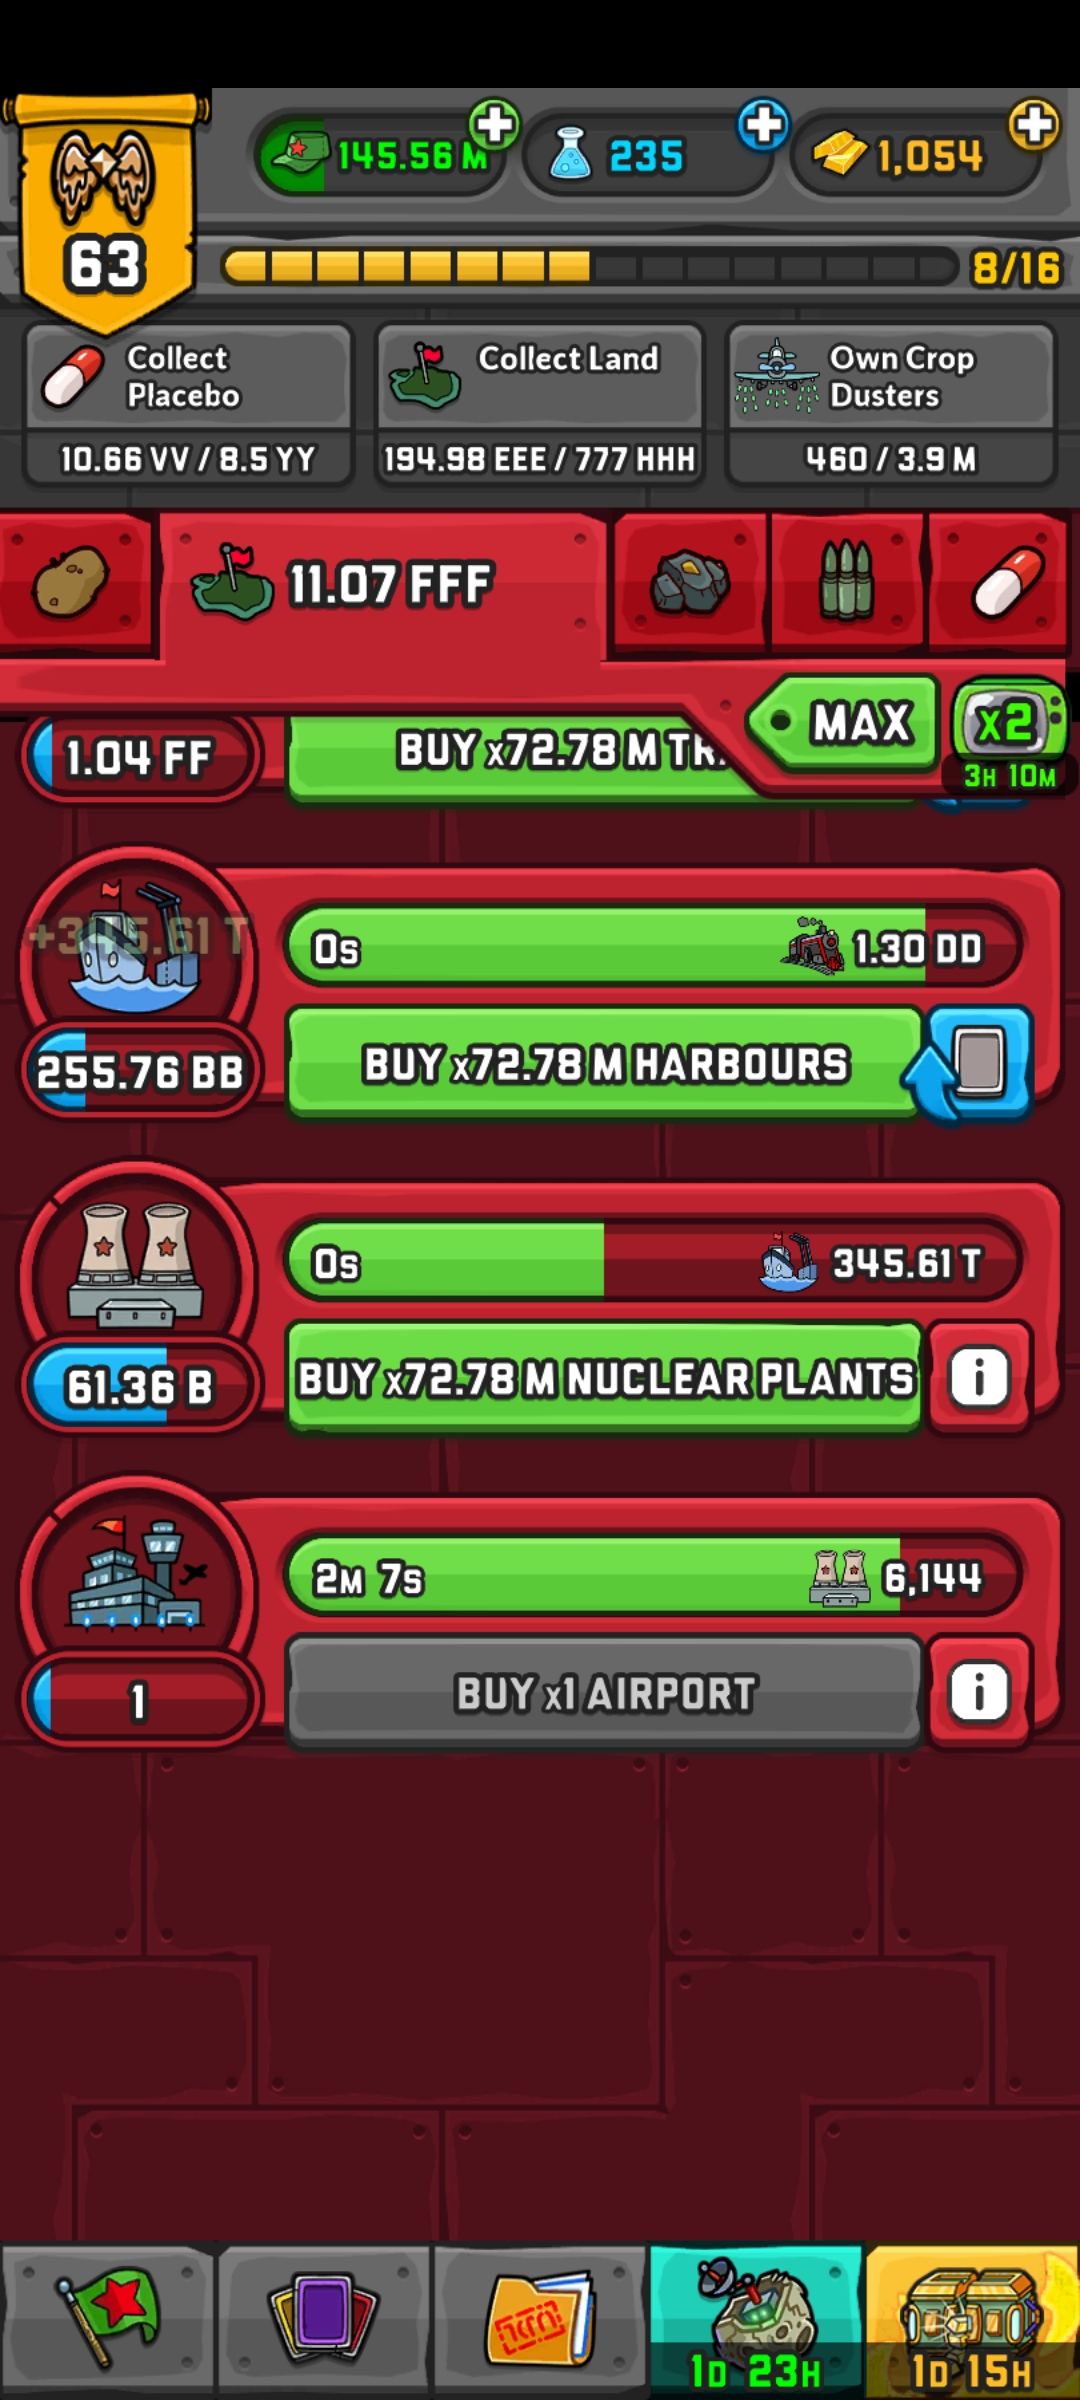 145.56 M
235
1,054
63
8/16
Collect
Placebo
10.66 VV / 8.5 YY
Collect Land
194.98 EEE / 777 HHH
Own Crop
Dusters
460 / 3.9 M
11.07 FFF
MAX
x2
3H 10M
1.04 FF
BUY x72.78 M TR
+345.61 T
0s
1.30 DD
255.76 BB
BUY x72.78 M HARBOURS
0s
345.61 T
61.36 B
BUY x72.78 M NUCLEAR PLANTS
i
2M 7s
6,144
1
BUY x1 AIRPORT
i
1D 23H
1D 15H